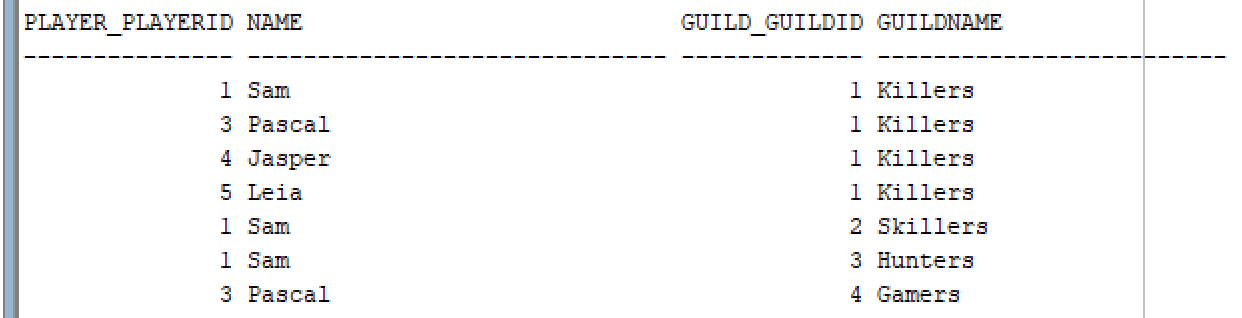 PLAYER_PLAYERID NAME GUILD_GUILDID GUILDNAME
--------------- ------------------------------ ------------- -------------------------
1 Sam 1 Killers
3 Pascal 1 Killers
4 Jasper 1 Killers
5 Leia 1 Killers
1 Sam 2 Skillers
1 Sam 3 Hunters
3 Pascal 4 Gamers